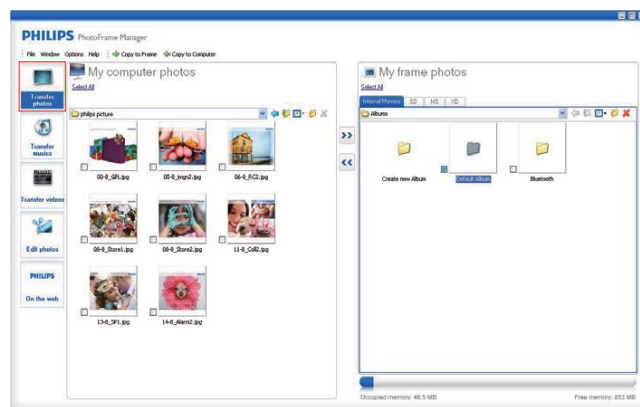 PHILIPS PhotoFrame Manager
File Window Options Help Copy to Frame Copy to Computer
Transfer photos
Transfer musics
Transfer videos
Edit photos
PHILIPS
On the web
My computer photos
Select All
philips picture
00-0_Gift.jpg 05-0_imgn2.jpg 06-0_RC2.jpg
08-0_Store1.jpg 08-0_Store2.jpg 11-0_Coll2.jpg
13-0_SP1.jpg 14-0_Alarm2.jpg
>>
<<
My frame photos
Select All
Internal Memory SD MS XD
Albums
Create new Album Default Album Bluetooth
Occupied memory: 48.5 MB Free memory: 853 MB